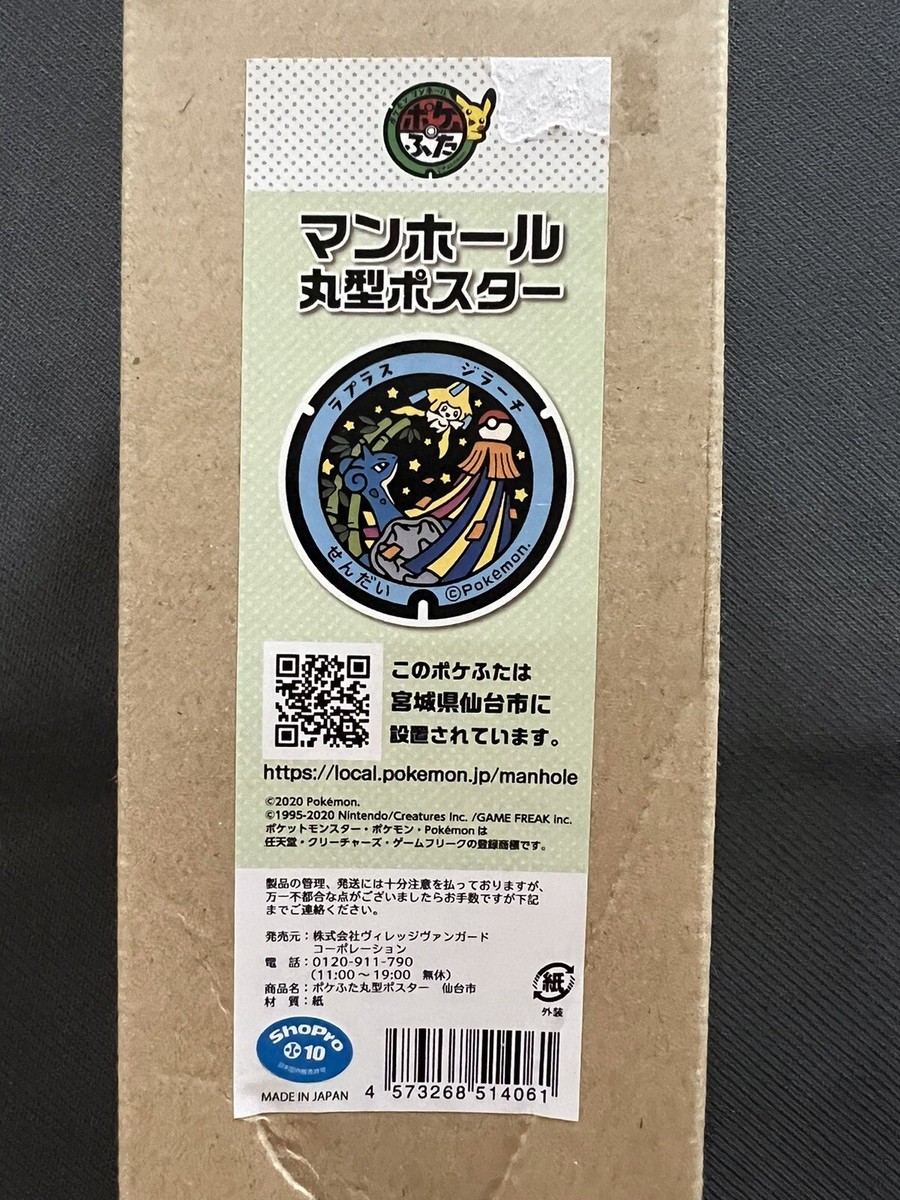 ポケモン マンホール
ポケ
ふた
マンホール
丸型ポスター
ラプラス ジラーチ
せんだい
©Pokémon.
このポケふたは
宮城県仙台市に
設置されています。
https://local.pokemon.jp/manhole
©2020 Pokémon.
©1995-2020 Nintendo/Creatures Inc. /GAME FREAK inc.
ポケットモンスター・ポケモン・Pokémonは
任天堂・クリーチャーズ・ゲームフリークの登録商標です。
製品の管理、発送には十分注意を払っておりますが、
万一不都合な点がございましたらお手数ですが下記
までご連絡ください。
発売元：株式会社ヴィレッジヴァンガード
コーポレーション
電 話：0120-911-790
(11:00～19:00 無休)
商品名：ポケふた丸型ポスター 仙台市
材 質：紙
紙
外装
ShoPro
10
MADE IN JAPAN
4 573268 514061